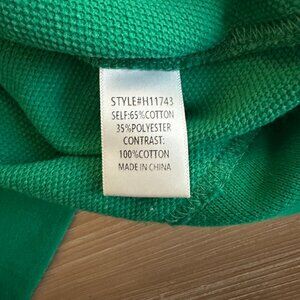 STYLE#H11743
SELF:65%COTTON
35%POLYESTER
CONTRAST:
100%COTTON
MADE IN CHINA